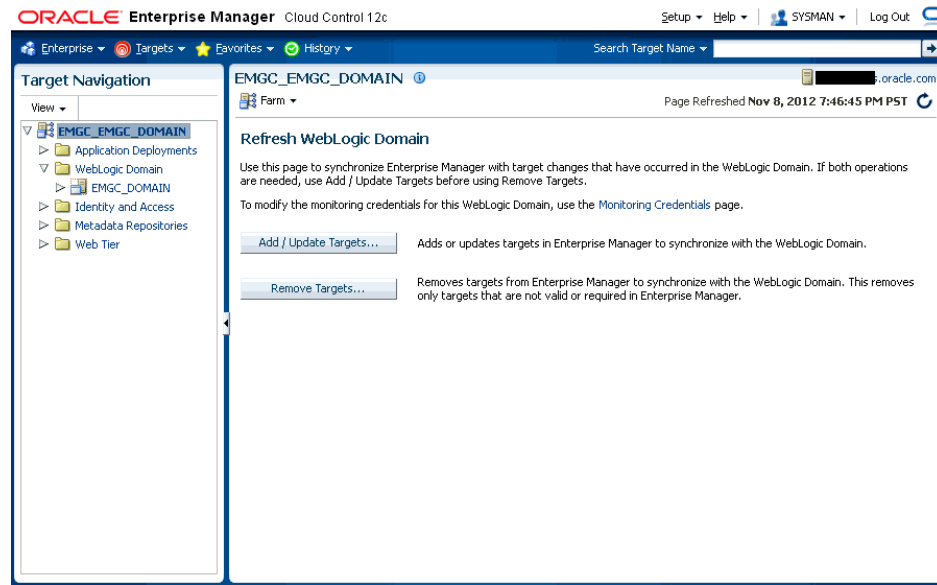 ORACLE Enterprise Manager Cloud Control 12c
Setup Help SYSMAN Log Out
Enterprise Targets Favorites History Search Target Name
Target Navigation
View
EMGC_EMGC_DOMAIN
Application Deployments
WebLogic Domain
EMGC_DOMAIN
Identity and Access
Metadata Repositories
Web Tier
EMGC_EMGC_DOMAIN
s.oracle.com
Farm
Page Refreshed Nov 8, 2012 7:46:45 PM PST
Refresh WebLogic Domain
Use this page to synchronize Enterprise Manager with target changes that have occurred in the WebLogic Domain. If both operations
are needed, use Add / Update Targets before using Remove Targets.
To modify the monitoring credentials for this WebLogic Domain, use the Monitoring Credentials page.
Add / Update Targets...
Adds or updates targets in Enterprise Manager to synchronize with the WebLogic Domain.
Remove Targets...
Removes targets from Enterprise Manager to synchronize with the WebLogic Domain. This removes
only targets that are not valid or required in Enterprise Manager.